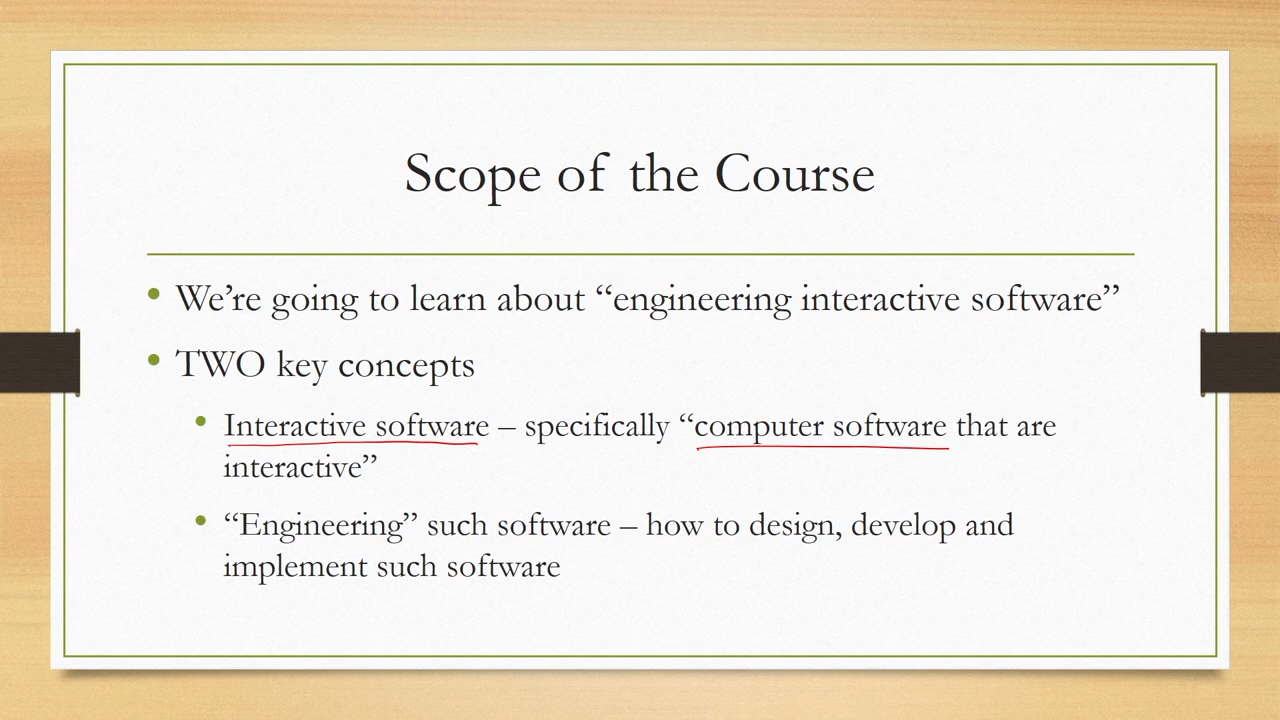 Scope of the Course
We’re going to learn about “engineering interactive software”
TWO key concepts
Interactive software – specifically “computer software that are
interactive”
“Engineering” such software – how to design, develop and
implement such software